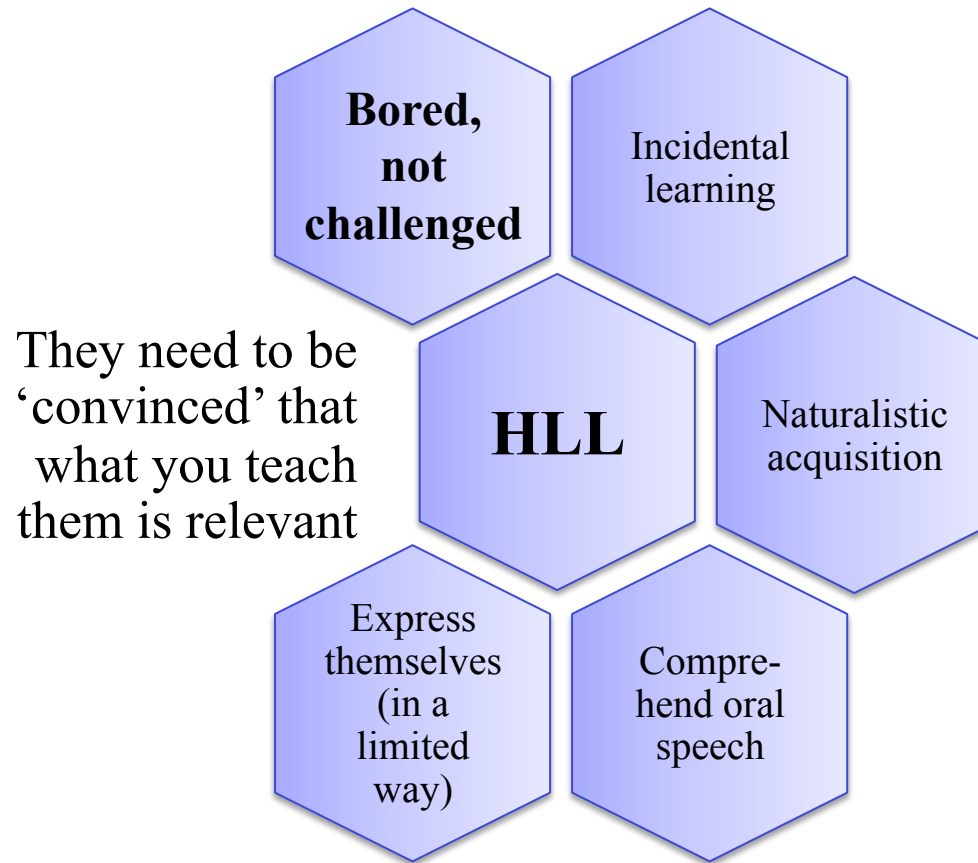 Bored,
not
challenged
Incidental
learning
They need to be
‘convinced’ that
what you teach
them is relevant
HLL
Naturalistic
acquisition
Express
themselves
(in a
limited
way)
Compre-
hend oral
speech